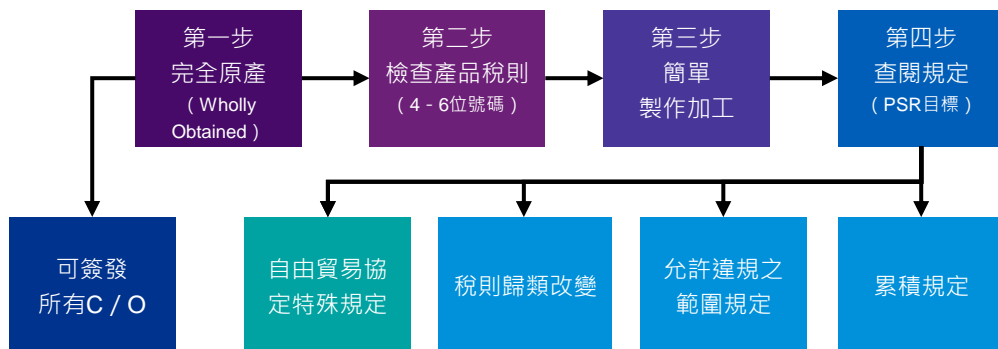 第一步
完全原產
（Wholly
Obtained）
第二步
檢查產品稅則
（4－6位號碼）
第三步
簡單
製作加工
第四步
查閱規定
（PSR目標）
可簽發
所有C／O
自由貿易協
定特殊規定
稅則歸類改變
允許違規之
範圍規定
累積規定